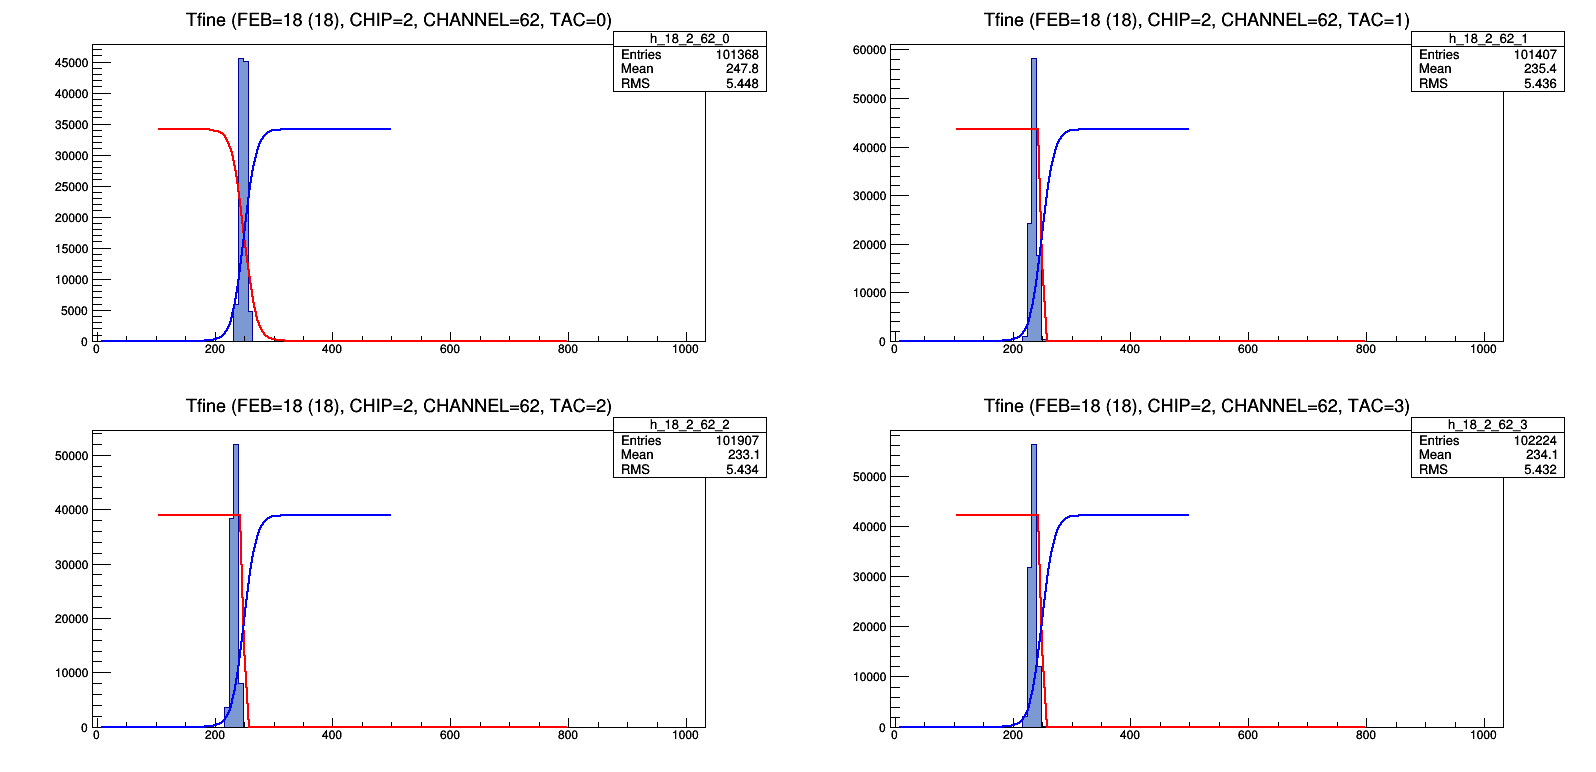 Tfine (FEB=18 (18), CHIP=2, CHANNEL=62, TAC=0)
h_18_2_62_0
Entries 101368
Mean 247.8
RMS 5.448
45000
40000
35000
30000
25000
20000
15000
10000
5000
0
0 200 400 600 800 1000
Tfine (FEB=18 (18), CHIP=2, CHANNEL=62, TAC=1)
h_18_2_62_1
Entries 101407
Mean 235.4
RMS 5.436
60000
50000
40000
30000
20000
10000
0
0 200 400 600 800 1000
Tfine (FEB=18 (18), CHIP=2, CHANNEL=62, TAC=2)
h_18_2_62_2
Entries 101907
Mean 233.1
RMS 5.434
50000
40000
30000
20000
10000
0
0 200 400 600 800 1000
Tfine (FEB=18 (18), CHIP=2, CHANNEL=62, TAC=3)
h_18_2_62_3
Entries 102224
Mean 234.1
RMS 5.432
50000
40000
30000
20000
10000
0
0 200 400 600 800 1000